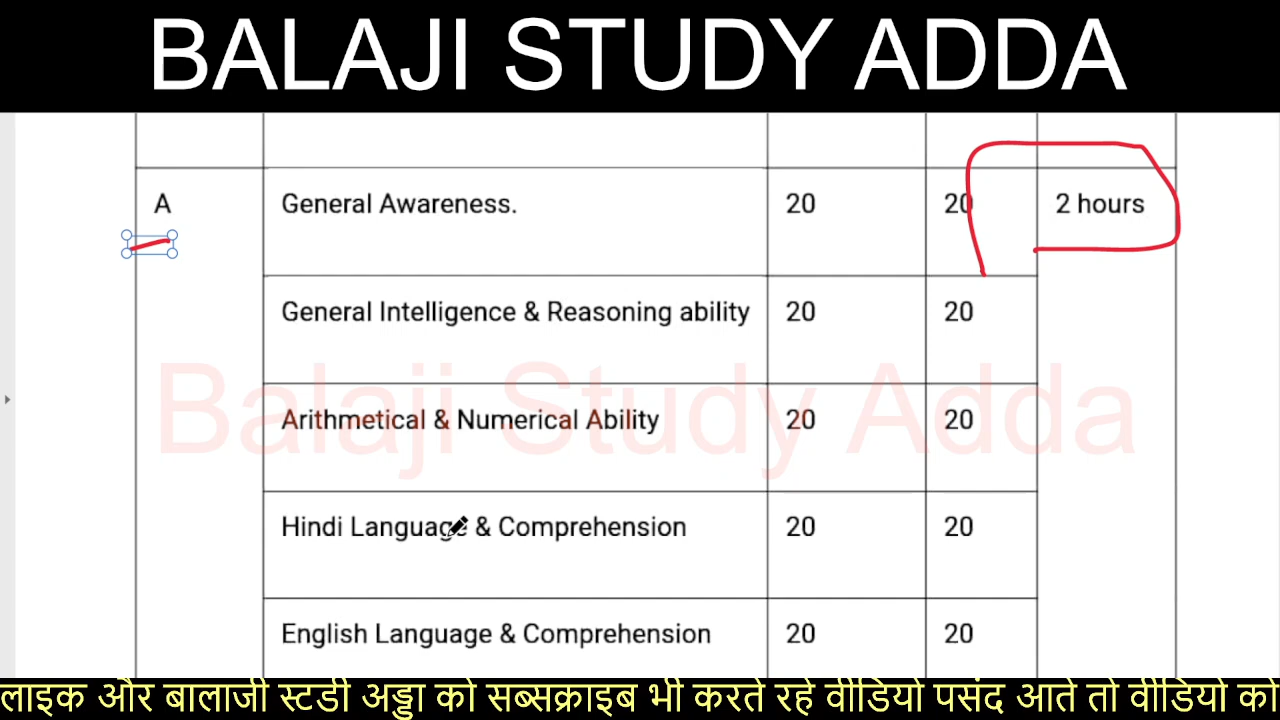 BALAJI STUDY ADDA
A General Awareness. 20 20 2 hours
General Intelligence & Reasoning ability 20 20
Balaji Study Adda
Arithmetical & Numerical Ability 20 20
Hindi Language & Comprehension 20 20
English Language & Comprehension 20 20
लाइक और बालाजी स्टडी अड्डा को सब्सक्राइब भी करते रहे वीडियो पसंद आते तो वीडियो को